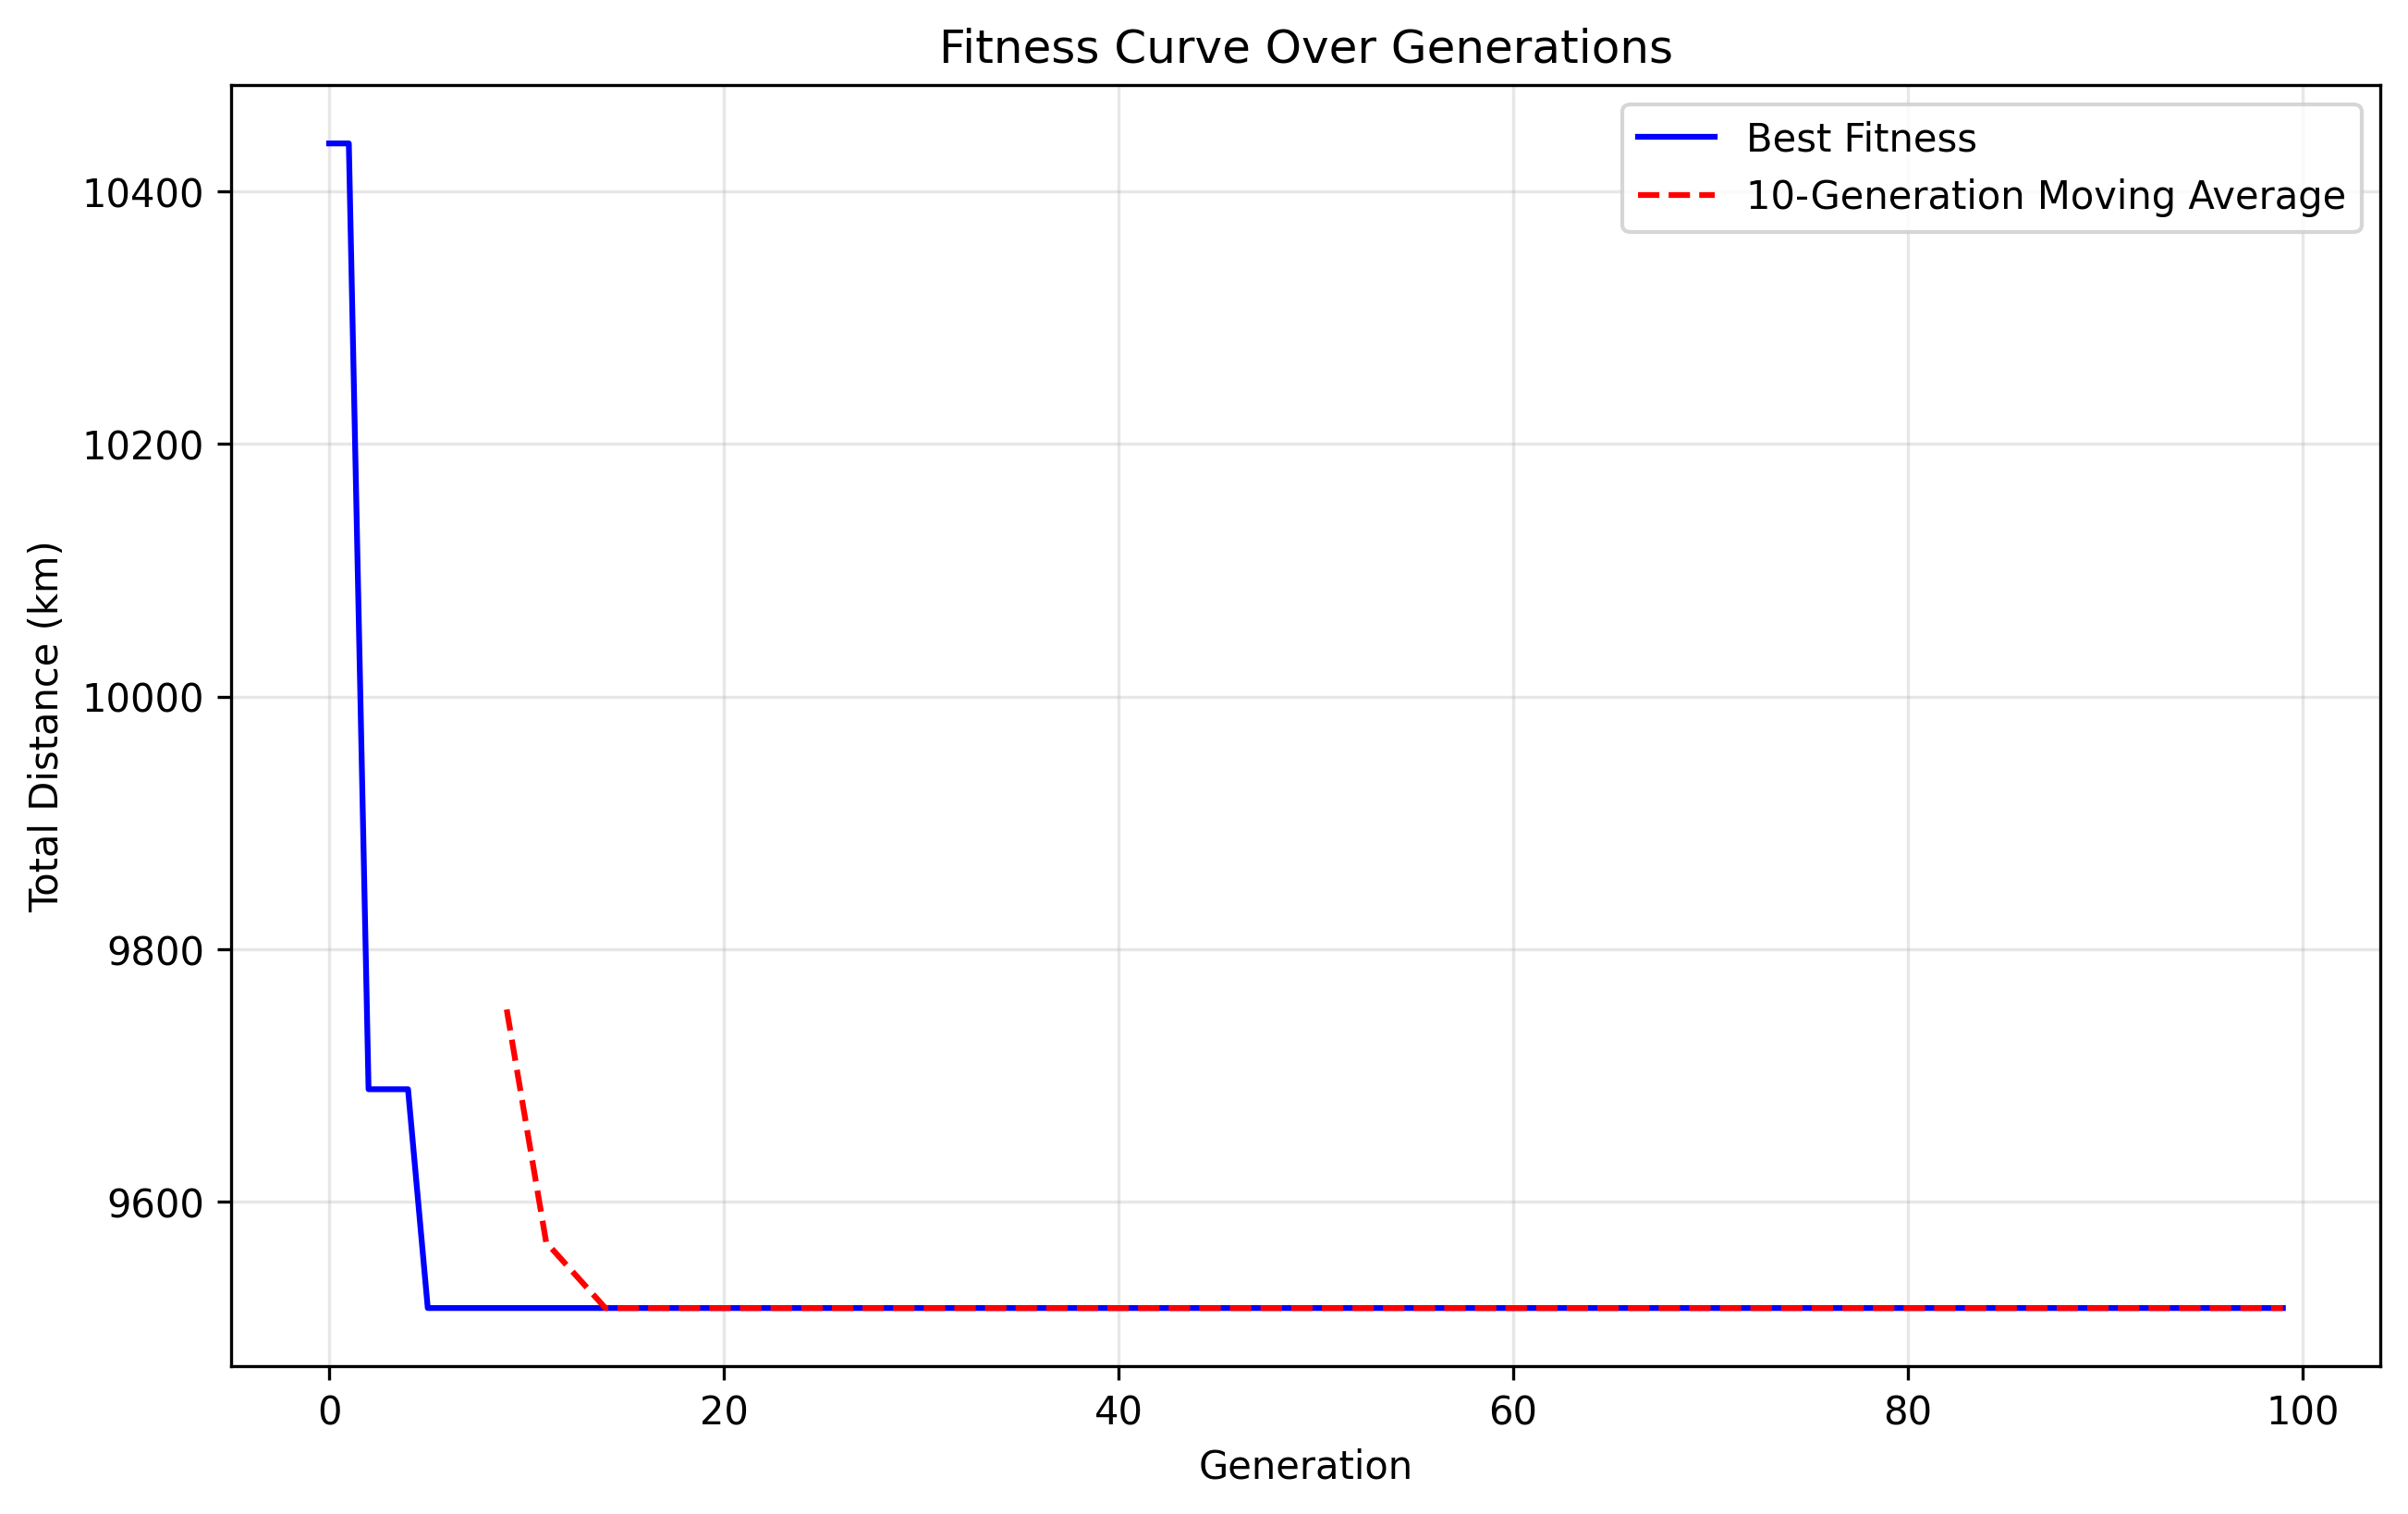 Fitness Curve Over Generations
Best Fitness
10-Generation Moving Average
Total Distance (km)
10400
10200
10000
9800
9600
0
20
40
60
80
100
Generation